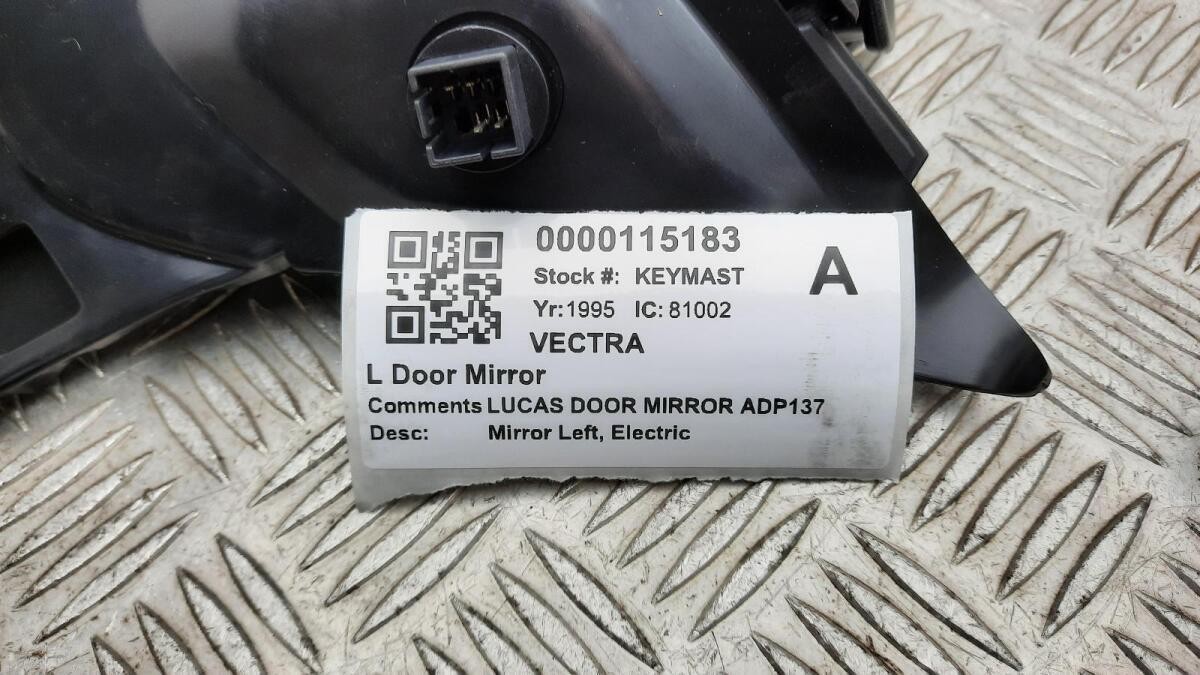 0000115183
Stock #: KEYMAST
A
Yr:1995 IC: 81002
VECTRA
L Door Mirror
Comments LUCAS DOOR MIRROR ADP137
Desc: Mirror Left, Electric